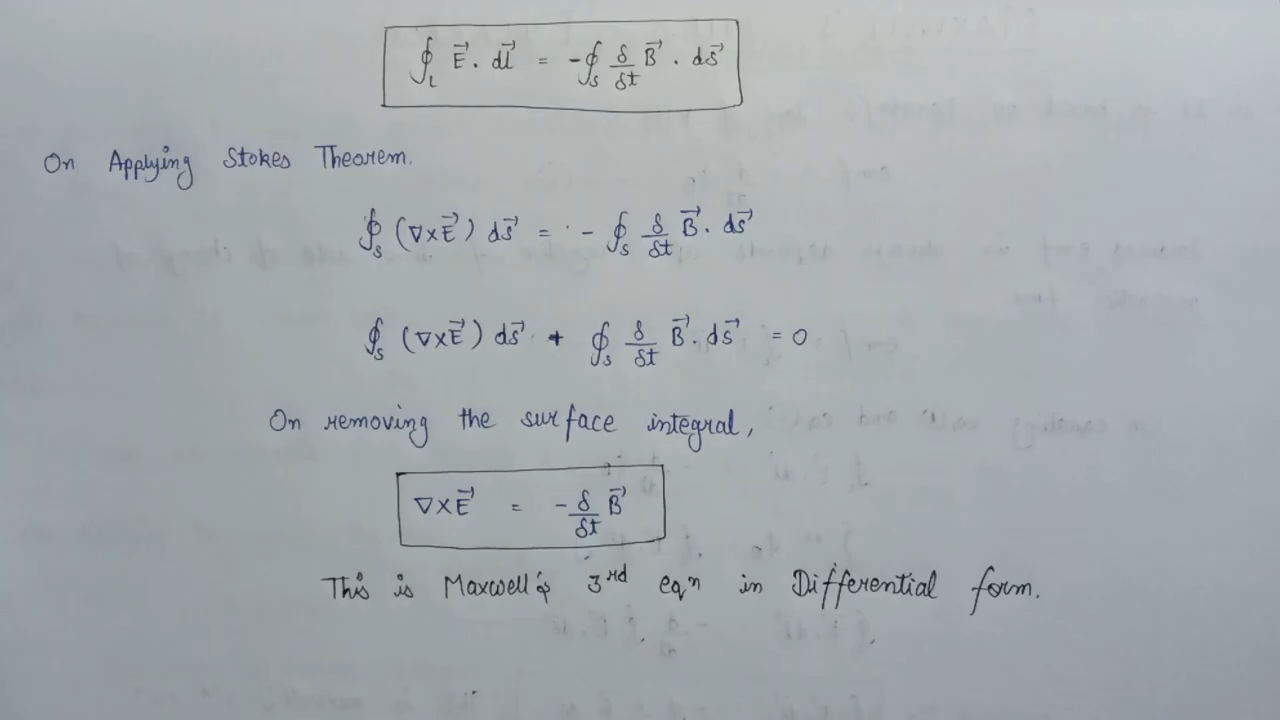 ∮_L E⃗ . dl⃗ = -∮_S δ/δt B⃗ . ds⃗
On Applying Stokes Theorem.
∮_S (∇×E⃗) ds⃗ = - ∮_S δ/δt B⃗ . ds⃗
∮_S (∇×E⃗) ds⃗ + ∮_S δ/δt B⃗ . ds⃗ = 0
On removing the surface integral,
∇×E⃗ = -δ/δt B⃗
This is Maxwell's 3rd eqn in Differential form.